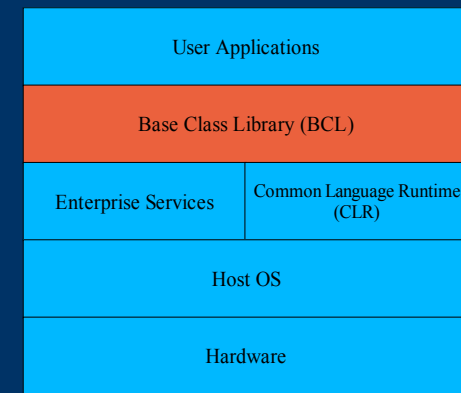 User Applications
Base Class Library (BCL)
Enterprise Services
Common Language Runtime
(CLR)
Host OS
Hardware